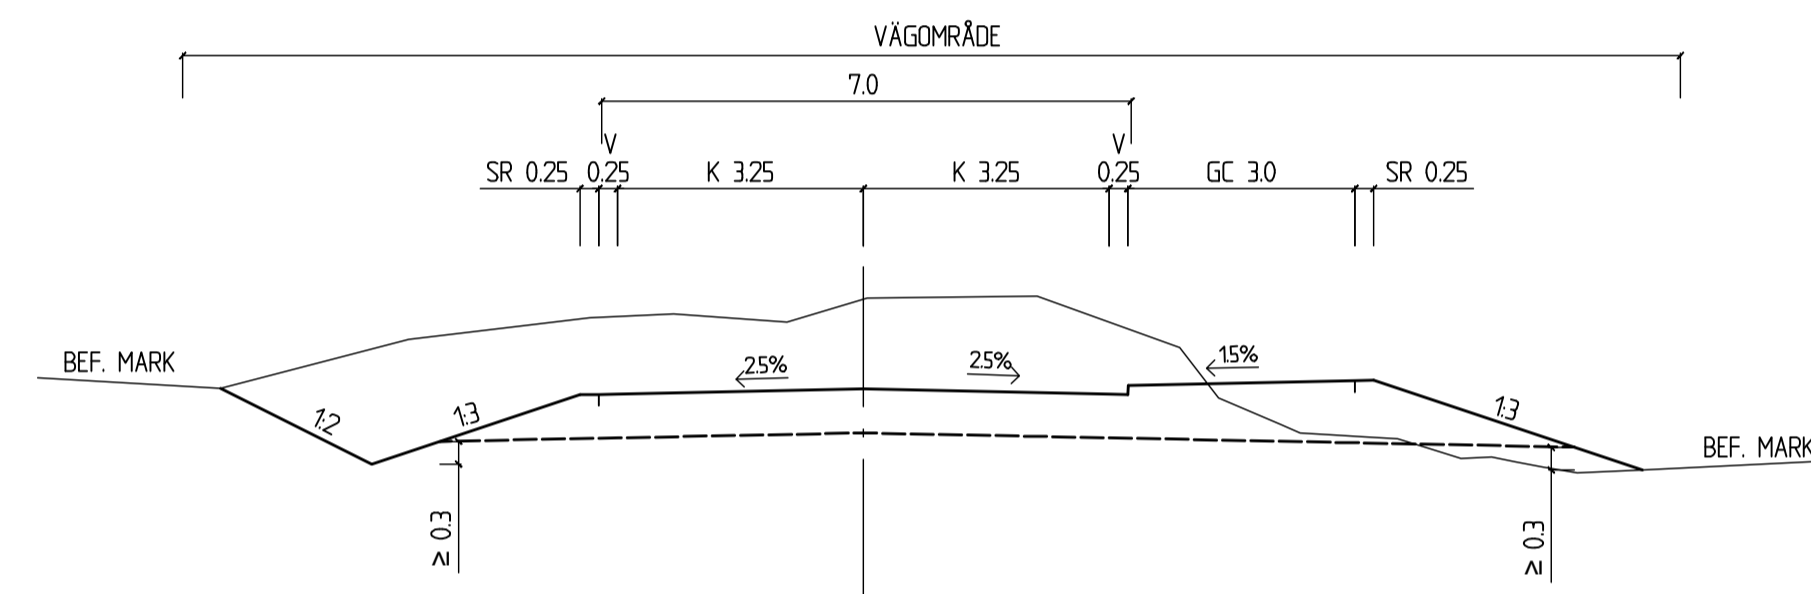 VÄGOMRÅDE
7.0
V V
SR 0.25 0.25 K 3.25 K 3.25 0.25 GC 3.0 SR 0.25
BEF. MARK 1:2 1:3 2.5% 2.5% 1.5% 1:3 BEF. MARK
≥ 0.3 ≥ 0.3